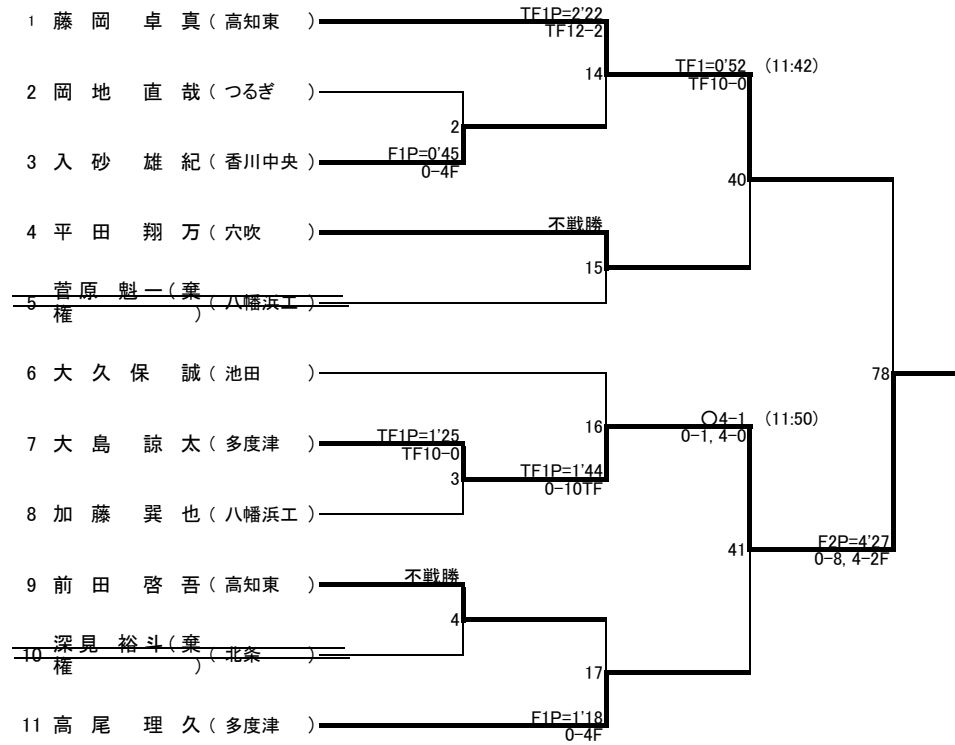 1 藤 岡 卓 真 ( 高知東 ) TF1P=2'22
TF12-2
14 TF1=0'52 (11:42)
TF10-0
2 岡 地 直 哉 ( つるぎ )
2
3 入 砂 雄 紀 ( 香川中央 ) F1P=0'45
0-4F
40
4 平 田 翔 万 ( 穴吹 ) 不戦勝
15
5 菅 原 魁 一 ( 棄権 ) ( 八幡浜工 )
6 大 久 保 誠 ( 池田 )
78
16 ○4-1 (11:50)
0-1, 4-0
7 大 島 諒 太 ( 多度津 ) TF1P=1'25
TF10-0
3 TF1P=1'44
0-10TF
8 加 藤 巽 也 ( 八幡浜工 )
41 F2P=4'27
0-8, 4-2F
9 前 田 啓 吾 ( 高知東 ) 不戦勝
4
10 深 見 裕 斗 ( 棄権 ) ( 北条 )
17
11 高 尾 理 久 ( 多度津 ) F1P=1'18
0-4F